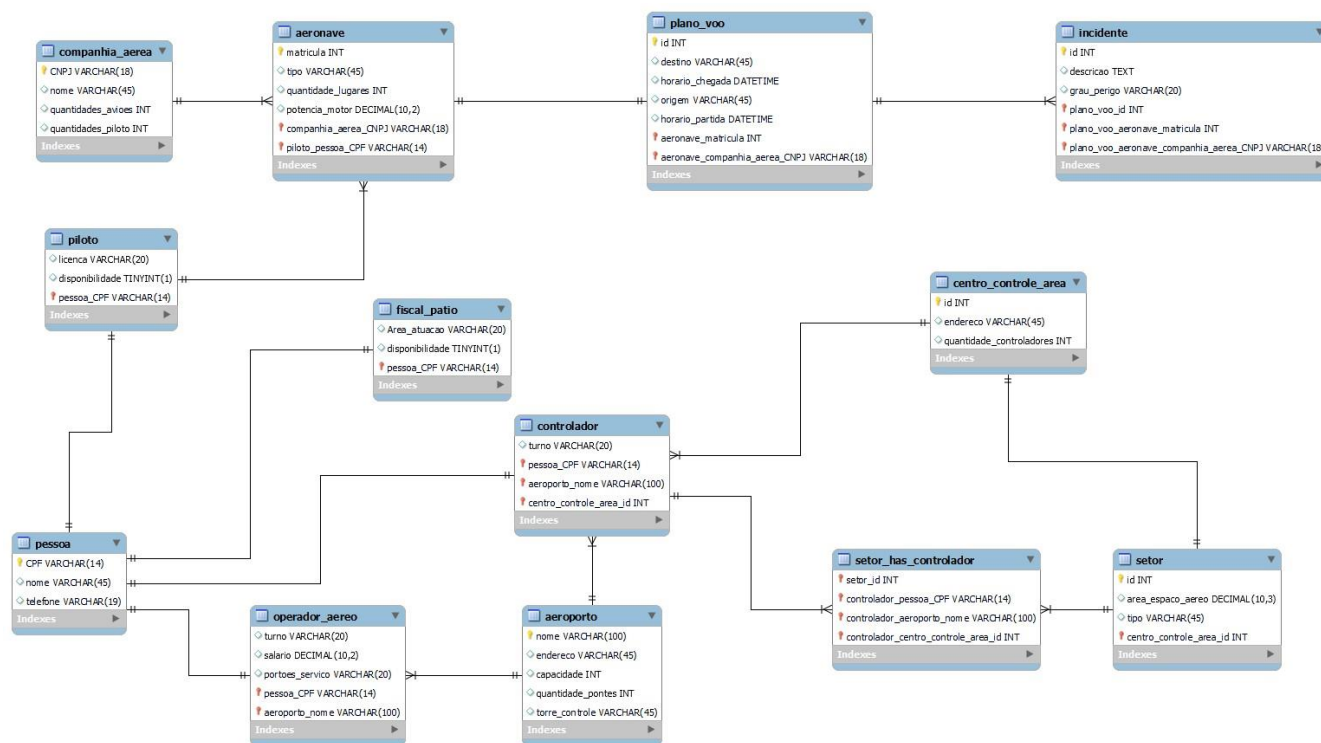 companhia_aerea
CNPJ VARCHAR(18)
nome VARCHAR(45)
quantidades_avioes INT
quantidades_piloto INT
Indexes
aeronave
matricula INT
tipo VARCHAR(45)
quantidade_lugares INT
potencia_motor DECIMAL(10,2)
companhia_aerea_CNPJ VARCHAR(18)
piloto_pessoa_CPF VARCHAR(14)
Indexes
plano_voo
id INT
destino VARCHAR(45)
horario_chegada DATETIME
origem VARCHAR(45)
horario_partida DATETIME
aeronave_matricula INT
aeronave_companhia_aerea_CNPJ VARCHAR(18)
Indexes
incidente
id INT
descricao TEXT
grau_perigo VARCHAR(20)
plano_voo_id INT
plano_voo_aeronave_matricula INT
plano_voo_aeronave_companhia_aerea_CNPJ VARCHAR(18
Indexes
piloto
licenca VARCHAR(20)
disponibilidade TINYINT(1)
pessoa_CPF VARCHAR(14)
Indexes
fiscal_patio
Area_atuacao VARCHAR(20)
disponibilidade TINYINT(1)
pessoa_CPF VARCHAR(14)
Indexes
centro_controle_area
id INT
endereco VARCHAR(45)
quantidade_controladores INT
Indexes
controlador
turno VARCHAR(20)
pessoa_CPF VARCHAR(14)
aeroporto_nome VARCHAR(100)
centro_controle_area_id INT
Indexes
pessoa
CPF VARCHAR(14)
nome VARCHAR(45)
telefone VARCHAR(19)
Indexes
operador_aereo
turno VARCHAR(20)
salario DECIMAL(10,2)
portoes_servico VARCHAR(20)
pessoa_CPF VARCHAR(14)
aeroporto_nome VARCHAR(100)
Indexes
aeroporto
nome VARCHAR(100)
endereco VARCHAR(45)
capacidade INT
quantidade_pontes INT
torre_controle VARCHAR(45)
Indexes
setor_has_controlador
setor_id INT
controlador_pessoa_CPF VARCHAR(14)
controlador_aeroporto_nome VARCHAR(100)
controlador_centro_controle_area_id INT
Indexes
setor
id INT
area_espaco_aereo DECIMAL(10,3)
tipo VARCHAR(45)
centro_controle_area_id INT
Indexes